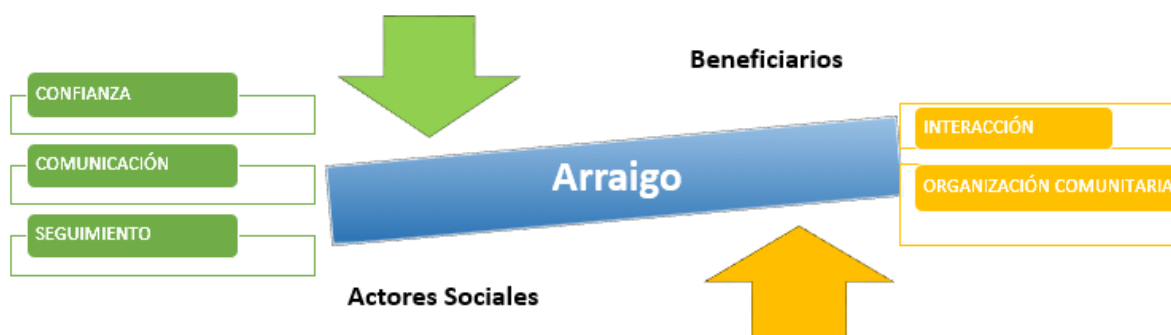 Beneficiarios
CONFIANZA
COMUNICACIÓN
SEGUIMIENTO
Arraigo
INTERACCIÓN
ORGANIZACIÓN COMUNITARIA
Actores Sociales